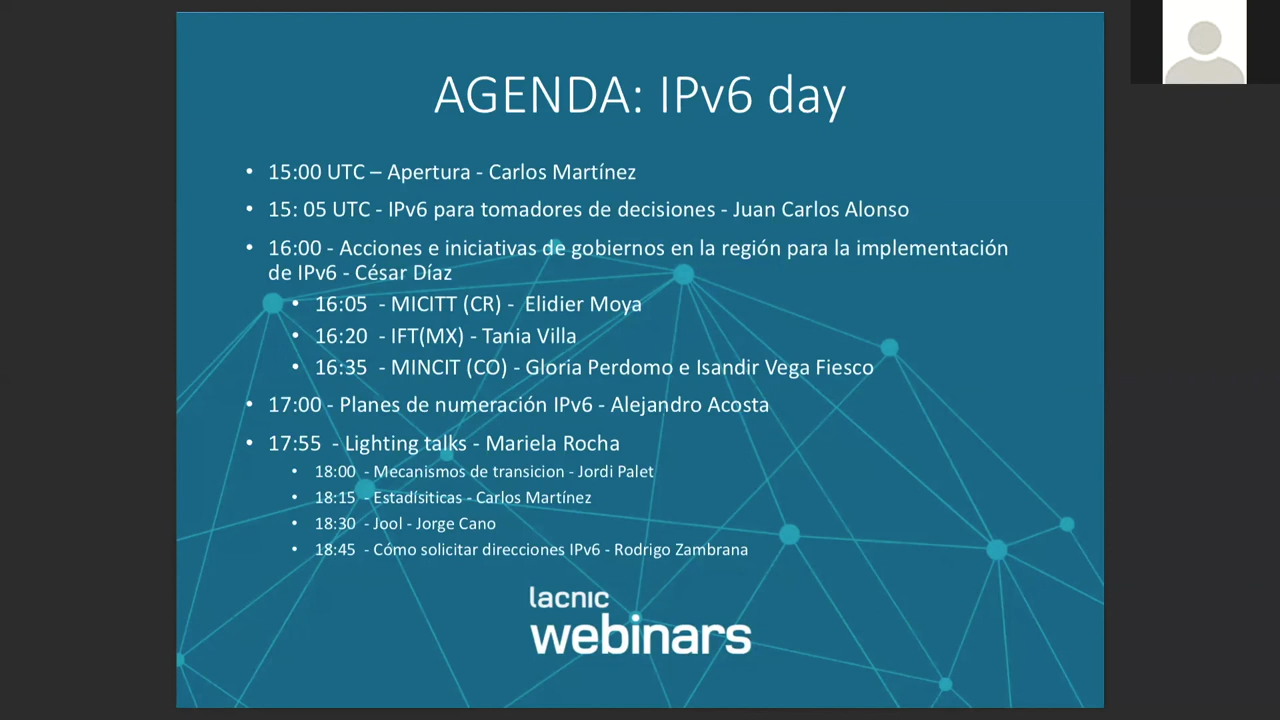 AGENDA: IPv6 day
• 15:00 UTC – Apertura - Carlos Martínez
• 15: 05 UTC - IPv6 para tomadores de decisiones - Juan Carlos Alonso
• 16:00 - Acciones e iniciativas de gobiernos en la región para la implementación
de IPv6 - César Díaz
• 16:05 - MICITT (CR) - Elidier Moya
• 16:20 - IFT(MX) - Tania Villa
• 16:35 - MINCIT (CO) - Gloria Perdomo e Isandir Vega Fiesco
• 17:00 - Planes de numeración IPv6 - Alejandro Acosta
• 17:55 - Lighting talks - Mariela Rocha
• 18:00 - Mecanismos de transicion - Jordi Palet
• 18:15 - Estadísiticas - Carlos Martínez
• 18:30 - Jool - Jorge Cano
• 18:45 - Cómo solicitar direcciones IPv6 - Rodrigo Zambrana
lacnic
webinars